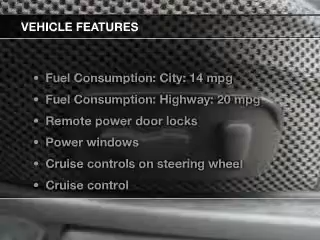 VEHICLE FEATURES
• Fuel Consumption: City: 14 mpg
• Fuel Consumption: Highway: 20 mpg
• Remote power door locks
• Power windows
• Cruise controls on steering wheel
• Cruise control